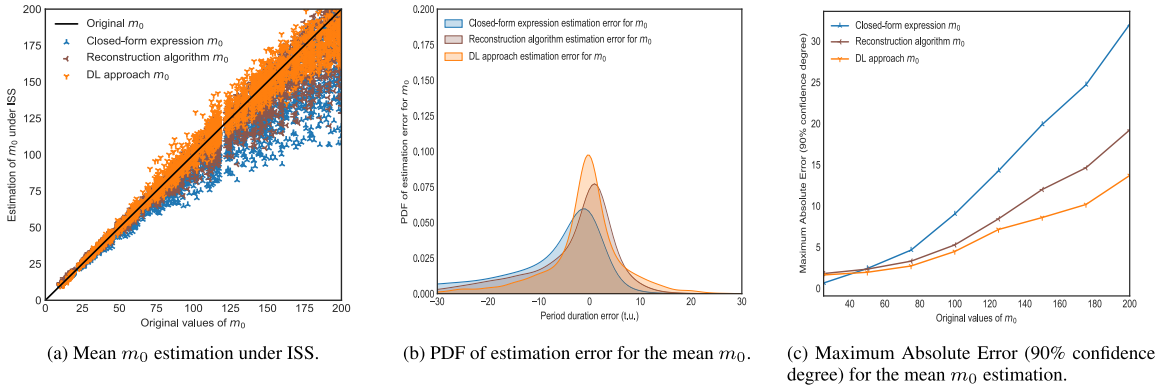 200
175
150
125
100
75
50
25
0
Estimation of m₀ under ISS
Original m₀
Closed-form expression m₀
Reconstruction algorithm m₀
DL approach m₀
0 25 50 75 100 125 150 175 200
Original values of m₀
(a) Mean m₀ estimation under ISS.
0.200
0.175
0.150
0.125
0.100
0.075
0.050
0.025
0.000
PDF of estimation error for m₀
Closed-form expression estimation error for m₀
Reconstruction algorithm estimation error for m₀
DL approach estimation error for m₀
−30 −20 −10 0 10 20 30
Period duration error (t.u.)
(b) PDF of estimation error for the mean m₀.
30
25
20
15
10
5
0
Maximum Absolute Error (90% confidence degree)
Closed-form expression m₀
Reconstruction algorithm m₀
DL approach m₀
40 60 80 100 120 140 160 180 200
Original values of m₀
(c) Maximum Absolute Error (90% confidence
degree) for the mean m₀ estimation.